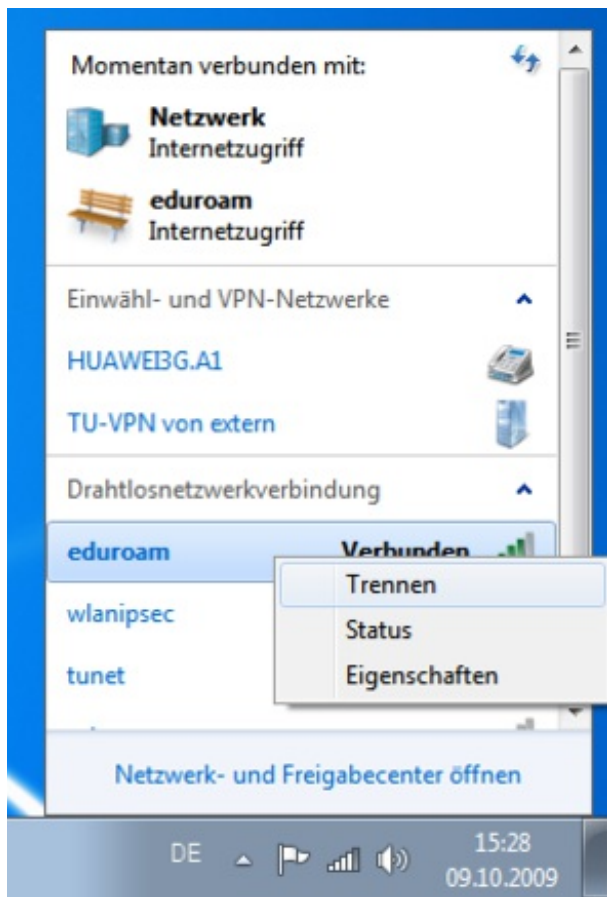 Momentan verbunden mit:
Netzwerk
Internetzugriff
eduroam
Internetzugriff
Einwähl- und VPN-Netzwerke
HUAWEI3G.A1
TU-VPN von extern
Drahtlosnetzwerkverbindung
eduroam Verbunden
Trennen
wlanipsec
Status
tunet
Eigenschaften
Netzwerk- und Freigabecenter öffnen
DE
15:28
09.10.2009